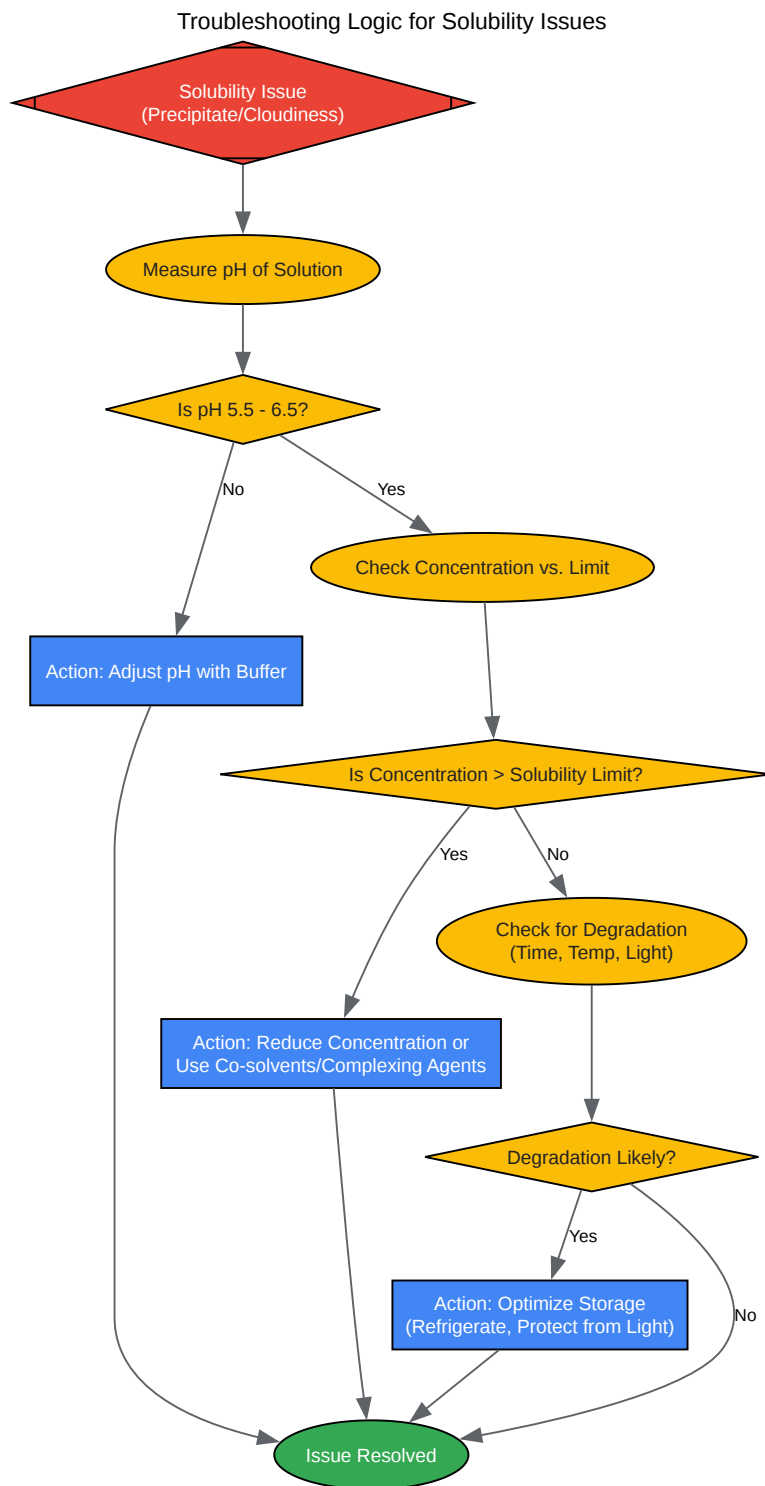 Troubleshooting Logic for Solubility Issues
Solubility Issue
(Precipitate/Cloudiness)
Measure pH of Solution
Is pH 5.5 - 6.5?
No
Yes
Check Concentration vs. Limit
Action: Adjust pH with Buffer
Is Concentration > Solubility Limit?
Yes
No
Check for Degradation
(Time, Temp, Light)
Action: Reduce Concentration or
Use Co-solvents/Complexing Agents
Degradation Likely?
Yes
Action: Optimize Storage
(Refrigerate, Protect from Light)
No
Issue Resolved